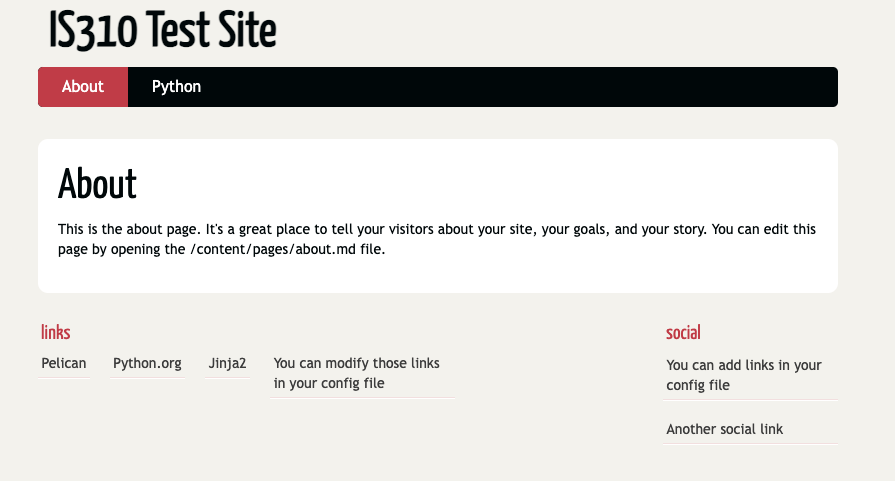 IS310 Test Site
About Python
About
This is the about page. It's a great place to tell your visitors about your site, your goals, and your story. You can edit this
page by opening the /content/pages/about.md file.
links
Pelican Python.org Jinja2 You can modify those links
in your config file
social
You can add links in your
config file
Another social link